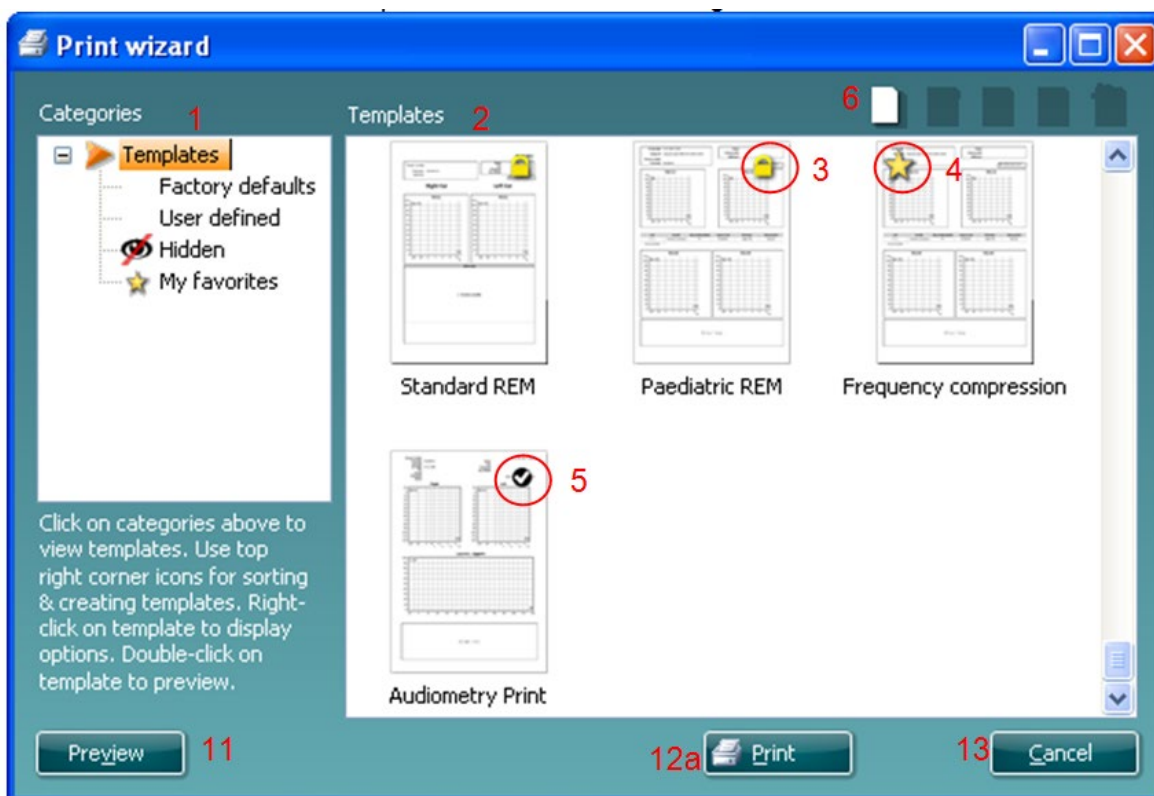 Print wizard
Categories 1
Templates 2
6
Templates
Factory defaults
User defined
Hidden
My favorites
3
4
Standard REM
Paediatric REM
Frequency compression
5
Audiometry Print
Click on categories above to
view templates. Use top
right corner icons for sorting
& creating templates. Right-
click on template to display
options. Double-click on
template to preview.
Preview 11
12a Print
13 Cancel